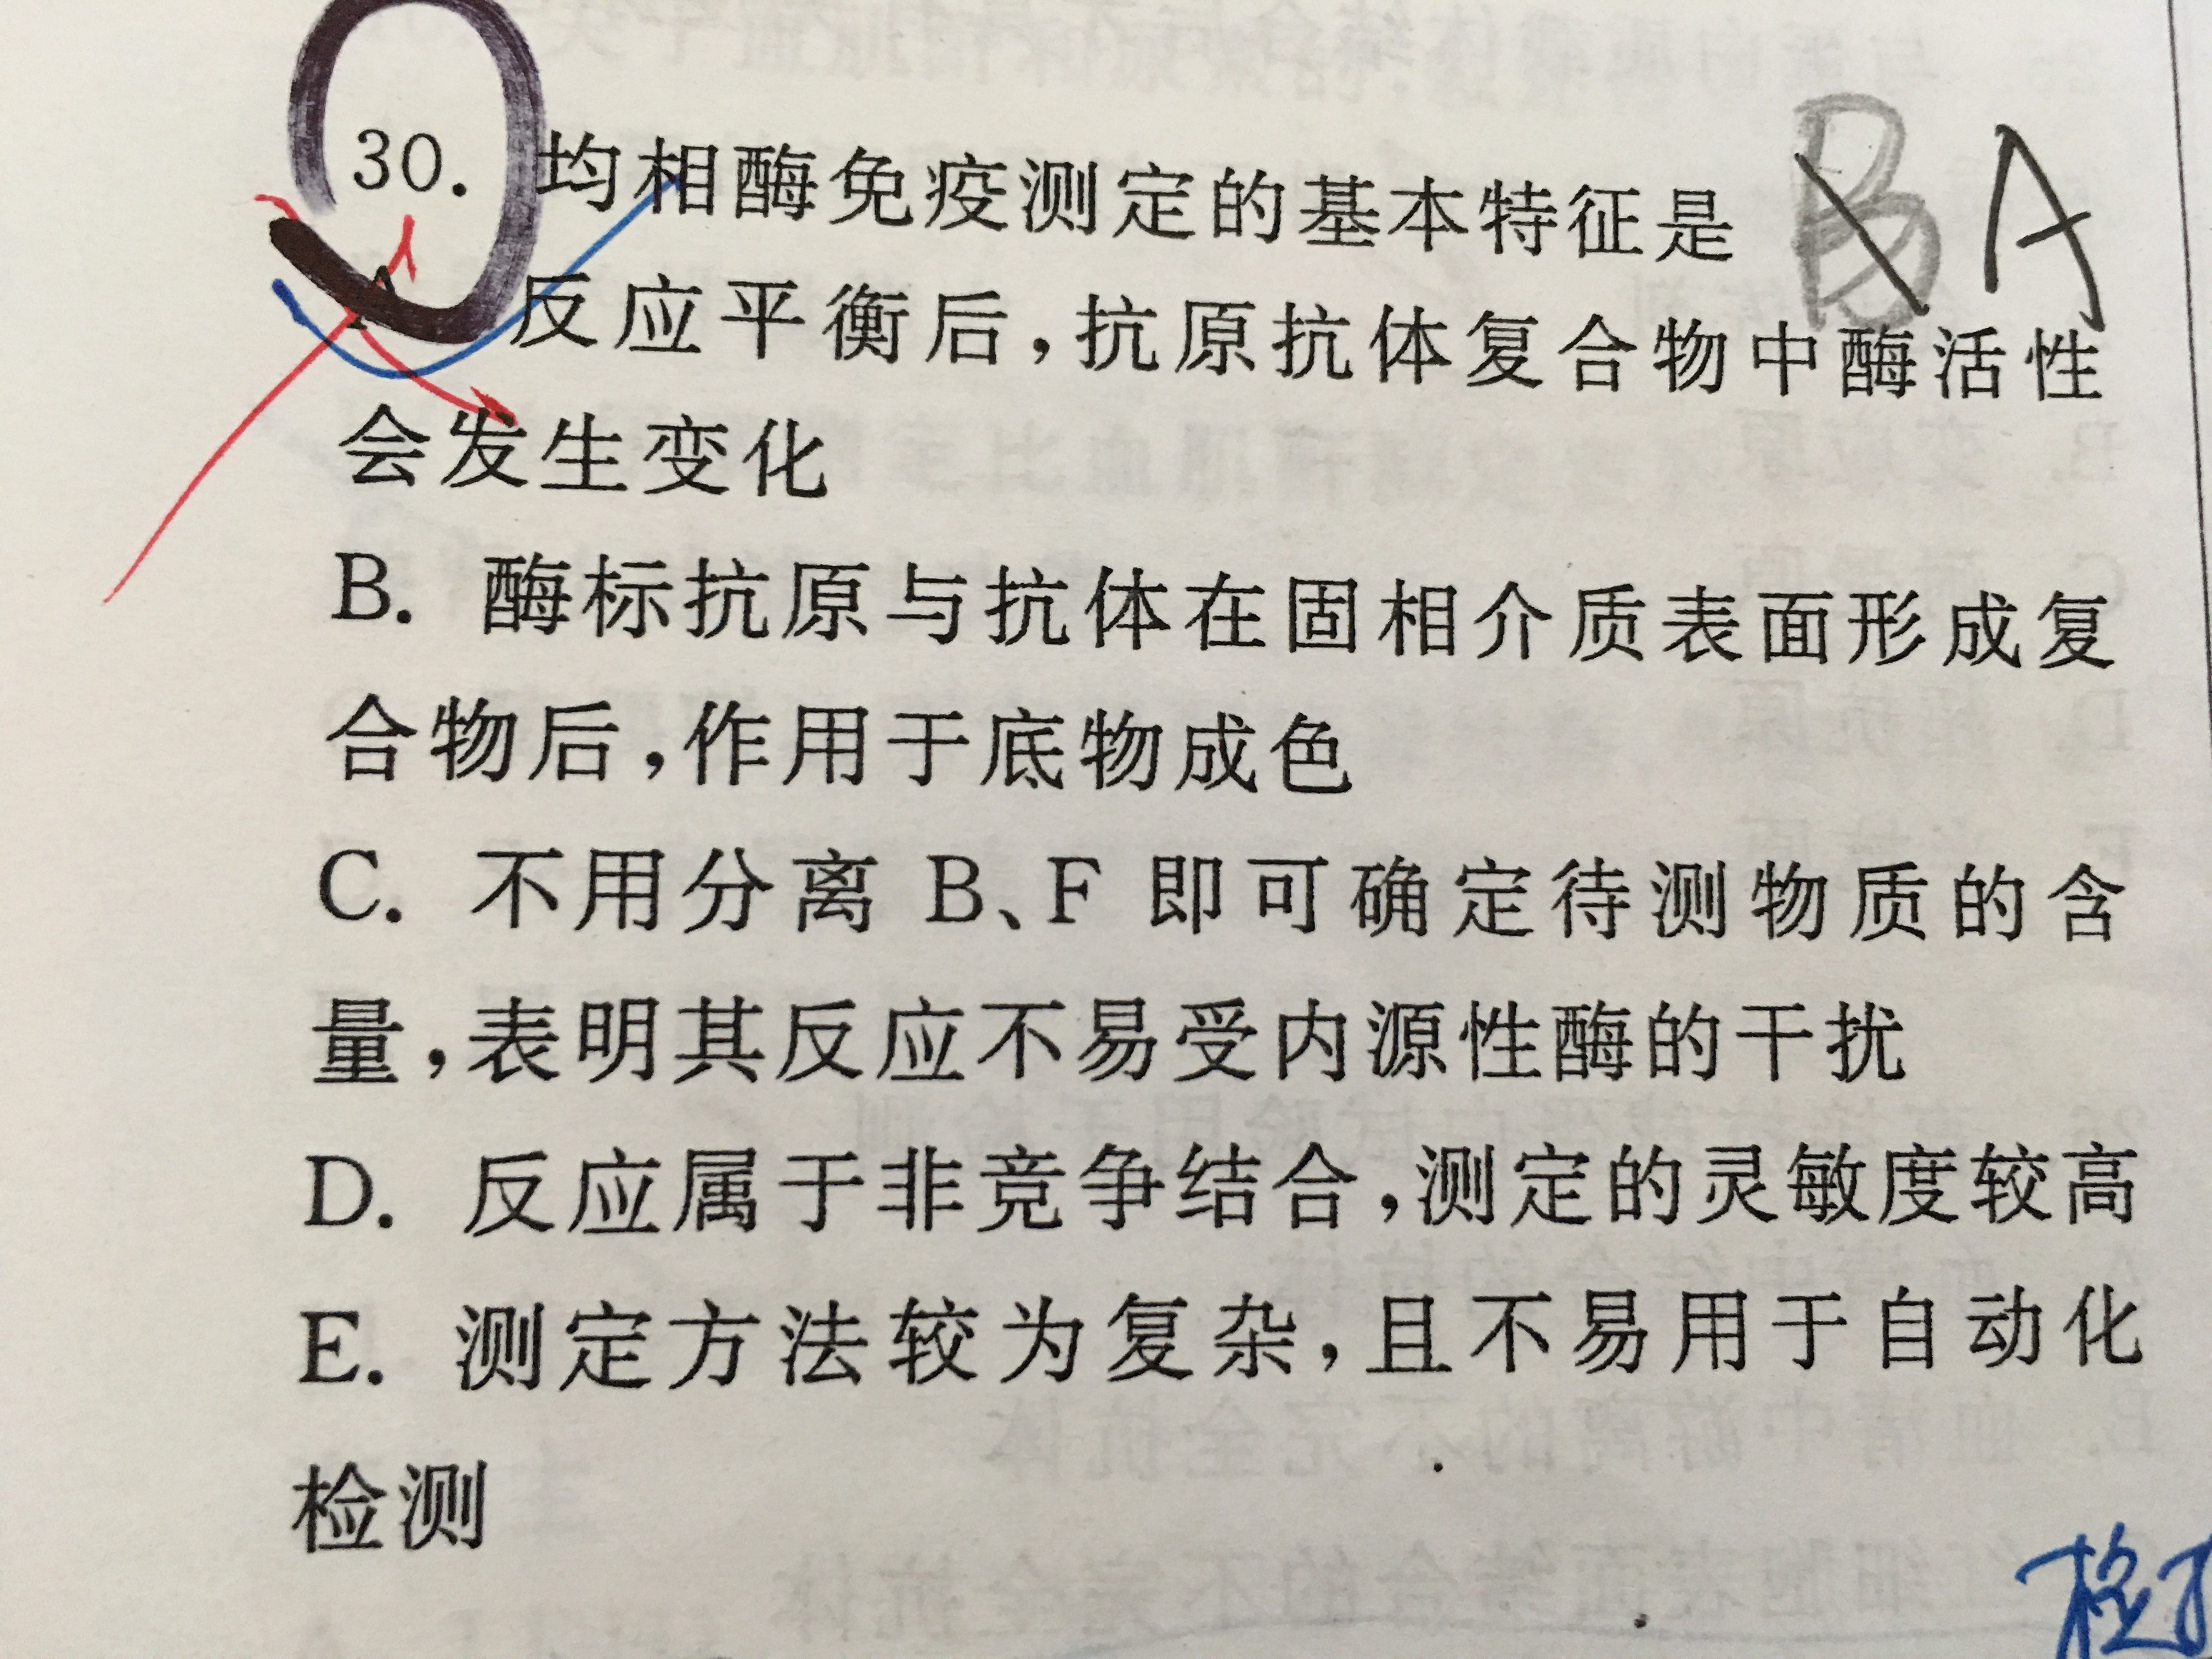 30. 均相酶免疫测定的基本特征是 B A
反应平衡后,抗原抗体复合物中酶活性
会发生变化
B. 酶标抗原与抗体在固相介质表面形成复
合物后,作用于底物成色
C. 不用分离 B、F 即可确定待测物质的含
量,表明其反应不易受内源性酶的干扰
D. 反应属于非竞争结合,测定的灵敏度较高
E. 测定方法较为复杂,且不易用于自动化
检测